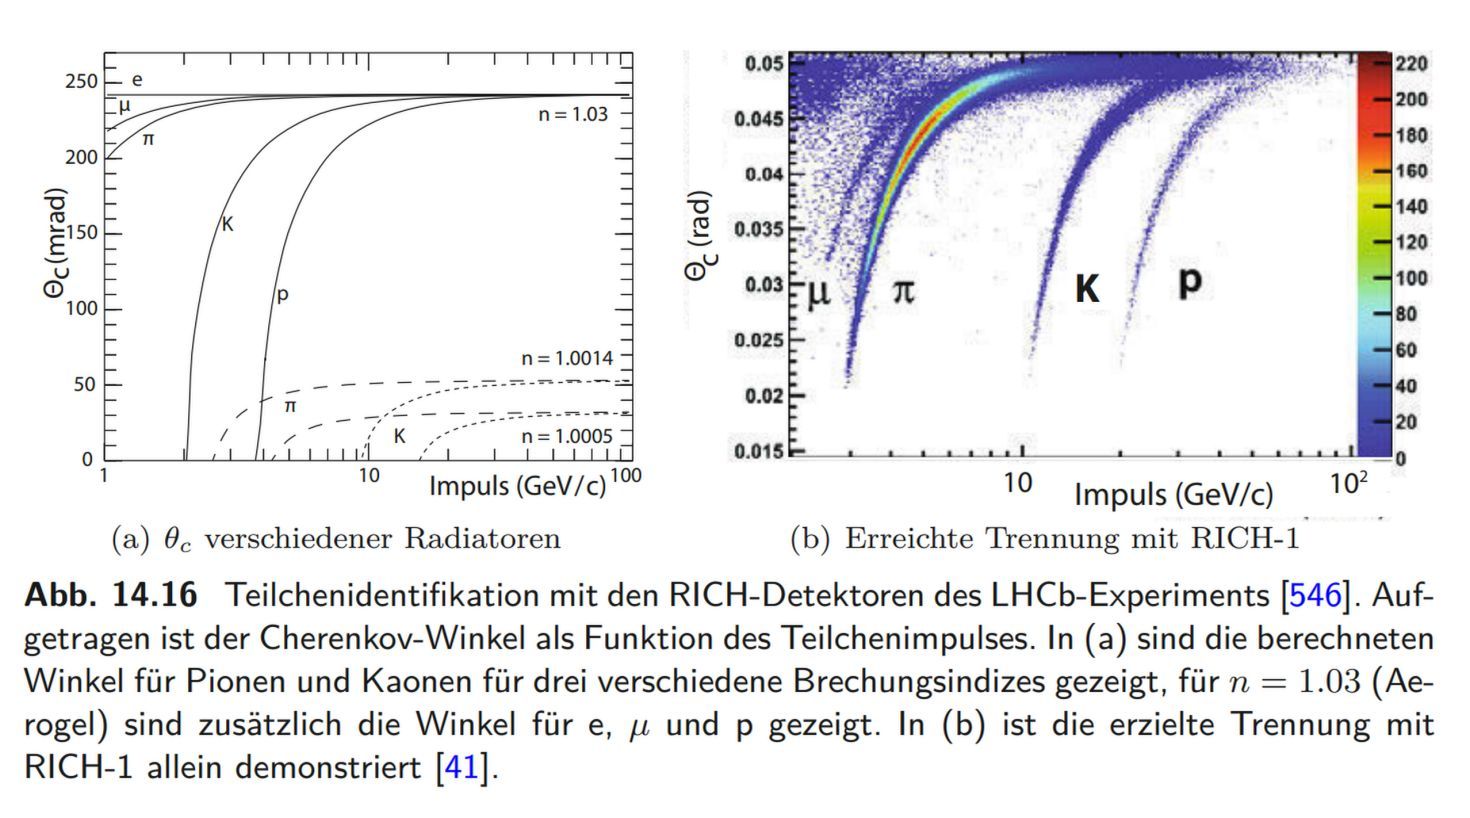 250
200
150
100
50
0
Θc(mrad)
e
μ
π
K
p
n = 1.03
n = 1.0014
π
K
n = 1.0005
1
10
Impuls (GeV/c)
100
0.05
0.045
0.04
0.035
0.03
0.025
0.02
0.015
Θc (rad)
μ
π
K
p
10
Impuls (GeV/c)
10²
220
200
180
160
140
120
100
80
60
40
20
0
(a) θc verschiedener Radiatoren
(b) Erreichte Trennung mit RICH-1
Abb. 14.16 Teilchenidentifikation mit den RICH-Detektoren des LHCb-Experiments [546]. Auf-
getragen ist der Cherenkov-Winkel als Funktion des Teilchenimpulses. In (a) sind die berechneten
Winkel für Pionen und Kaonen für drei verschiedene Brechungsindizes gezeigt, für n = 1.03 (Ae-
rogel) sind zusätzlich die Winkel für e, μ und p gezeigt. In (b) ist die erzielte Trennung mit
RICH-1 allein demonstriert [41].